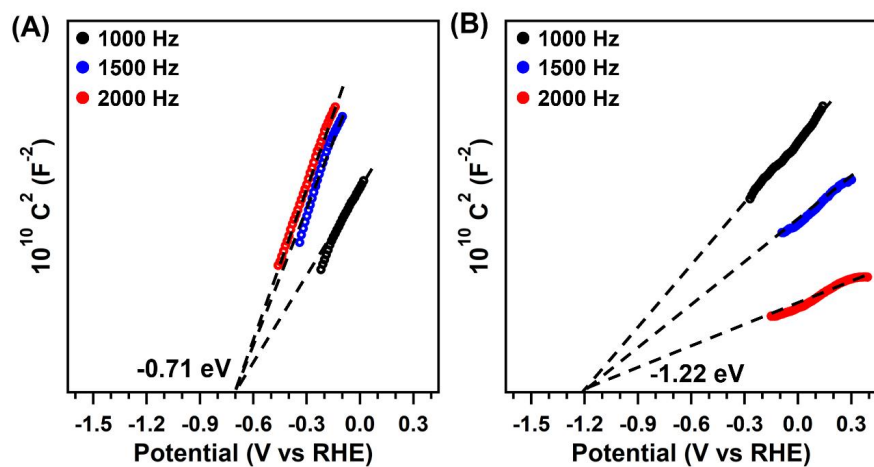 (A)
1000 Hz
1500 Hz
2000 Hz
10¹⁰ C² (F⁻²)
-0.71 eV
-1.5 -1.2 -0.9 -0.6 -0.3 0.0 0.3
Potential (V vs RHE)
(B)
1000 Hz
1500 Hz
2000 Hz
10¹⁰ C² (F⁻²)
-1.22 eV
-1.5 -1.2 -0.9 -0.6 -0.3 0.0 0.3
Potential (V vs RHE)